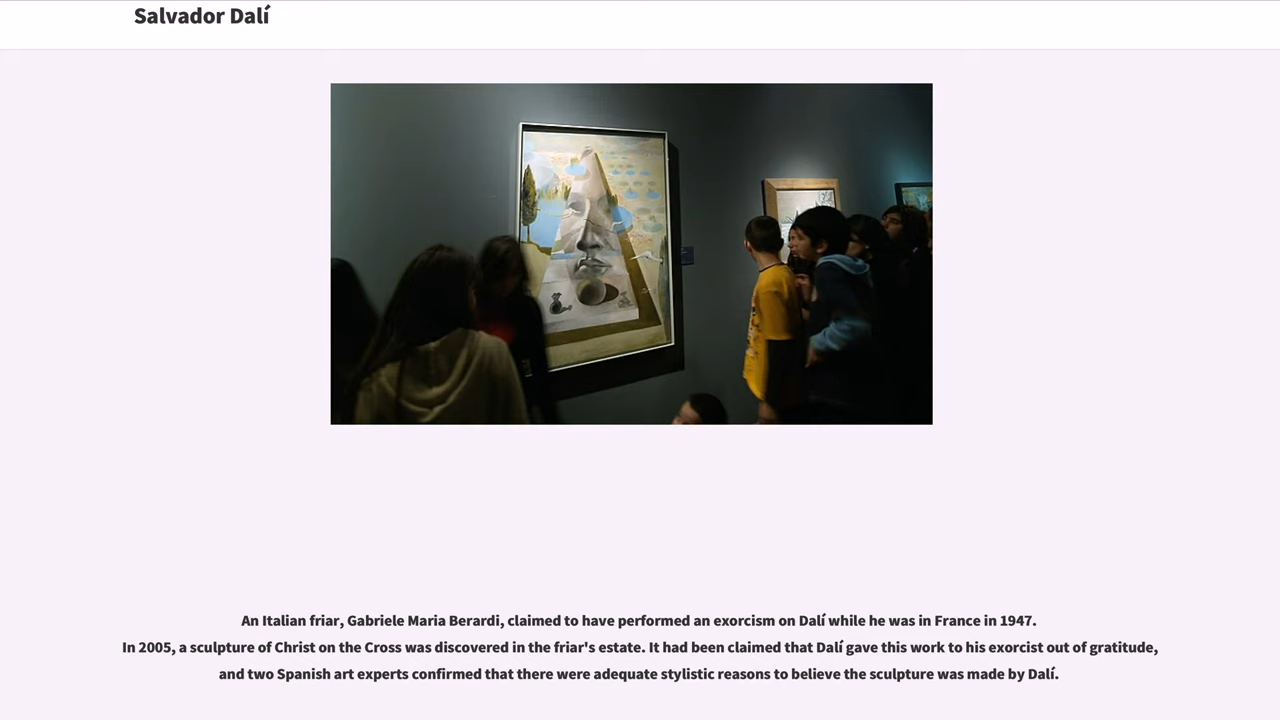 Salvador Dalí
An Italian friar, Gabriele Maria Berardi, claimed to have performed an exorcism on Dalí while he was in France in 1947.
In 2005, a sculpture of Christ on the Cross was discovered in the friar's estate. It had been claimed that Dalí gave this work to his exorcist out of gratitude,
and two Spanish art experts confirmed that there were adequate stylistic reasons to believe the sculpture was made by Dalí.